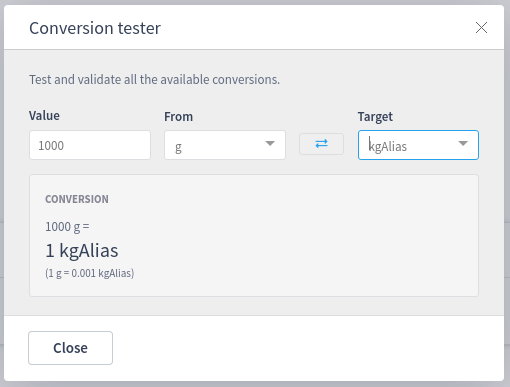 Conversion tester
Test and validate all the available conversions.
Value
From
Target
1000
g
kgAlias
CONVERSION
1000 g =
1 kgAlias
(1 g = 0.001 kgAlias)
Close